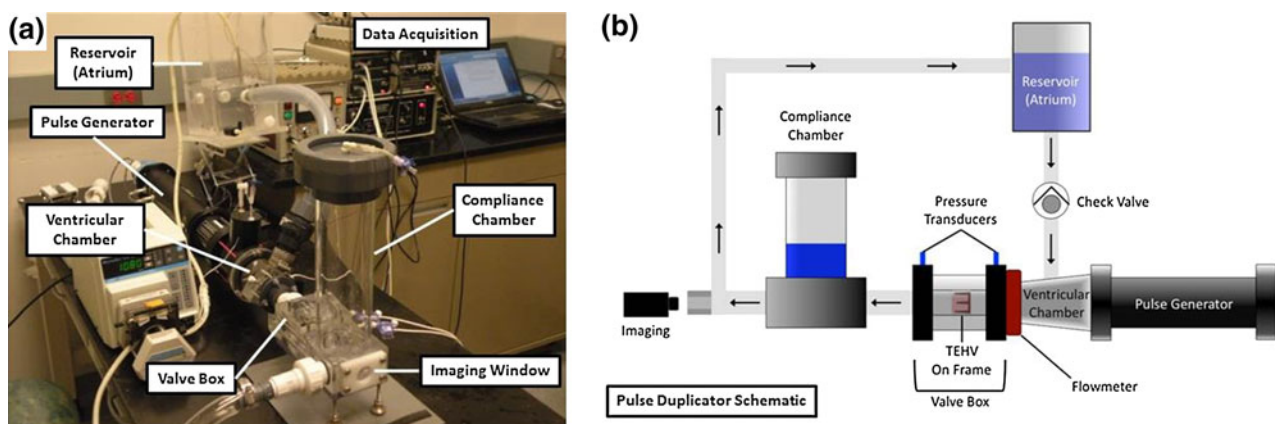 (a)
Data Acquisition
Reservoir
(Atrium)
Pulse Generator
Ventricular
Chamber
Compliance
Chamber
Valve Box
Imaging Window
(b)
Reservoir
(Atrium)
Compliance
Chamber
Check Valve
Pressure
Transducers
Ventricular
Chamber
Pulse Generator
Imaging
TEHV
On Frame
Flowmeter
Valve Box
Pulse Duplicator Schematic